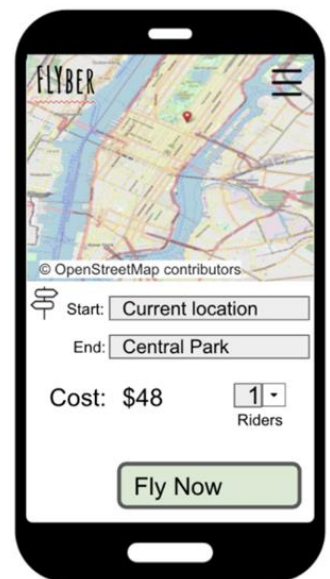 FLYBER
© OpenStreetMap contributors
Start: Current location
End: Central Park
Cost: $48 1
Riders
Fly Now